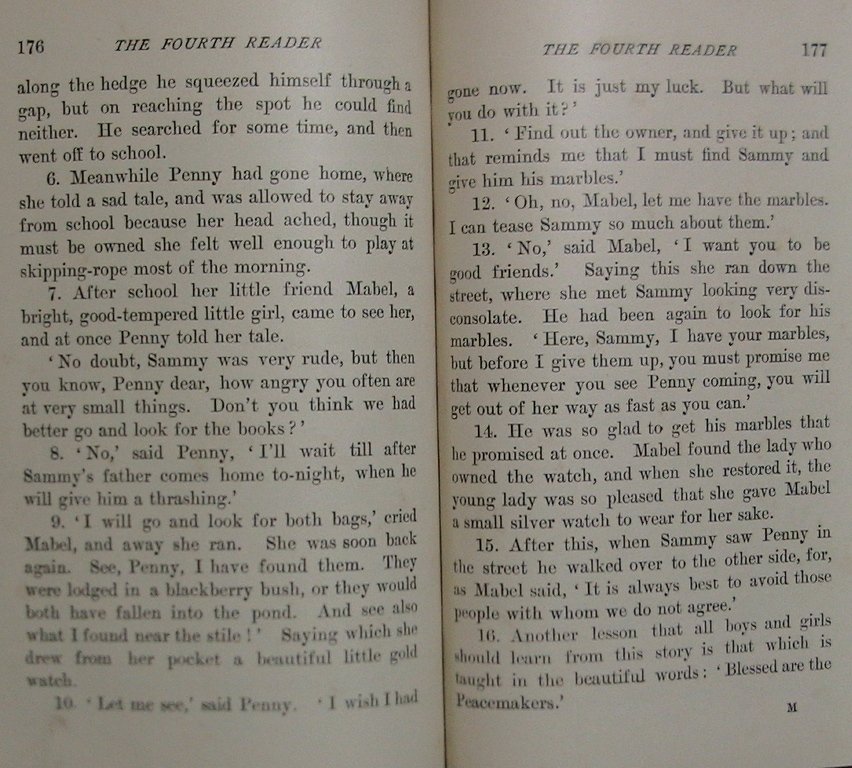 176 THE FOURTH READER
along the hedge he squeezed himself through a
gap, but on reaching the spot he could find
neither. He searched for some time, and then
went off to school.
6. Meanwhile Penny had gone home, where
she told a sad tale, and was allowed to stay away
from school because her head ached, though it
must be owned she felt well enough to play at
skipping-rope most of the morning.
7. After school her little friend Mabel, a
bright, good-tempered little girl, came to see her,
and at once Penny told her tale.
‘No doubt, Sammy was very rude, but then
you know, Penny dear, how angry you often are
at very small things. Don’t you think we had
better go and look for the books?’
8. ‘No,’ said Penny, ‘I’ll wait till after
Sammy’s father comes home to-night, when he
will give him a thrashing.’
9. ‘I will go and look for both bags,’ cried
Mabel, and away she ran. She was soon back
again. See, Penny, I have found them. They
were lodged in a blackberry bush, or they would
both have fallen into the pond. And see also
what I found near the stile!’ Saying which she
drew from her pocket a beautiful little gold
watch.
10. ‘Let me see,’ said Penny. ‘I wish I had
THE FOURTH READER 177
gone now. It is just my luck. But what will
you do with it?’
11. ‘Find out the owner, and give it up; and
that reminds me that I must find Sammy and
give him his marbles.’
12. ‘Oh, no, Mabel, let me have the marbles.
I can tease Sammy so much about them.’
13. ‘No,’ said Mabel, ‘I want you to be
good friends.’ Saying this she ran down the
street, where she met Sammy looking very dis-
consolate. He had been again to look for his
marbles. ‘Here, Sammy, I have your marbles,
but before I give them up, you must promise me
that whenever you see Penny coming, you will
get out of her way as fast as you can.’
14. He was so glad to get his marbles that
he promised at once. Mabel found the lady who
owned the watch, and when she restored it, the
young lady was so pleased that she gave Mabel
a small silver watch to wear for her sake.
15. After this, when Sammy saw Penny in
the street he walked over to the other side, for,
as Mabel said, ‘It is always best to avoid those
people with whom we do not agree.’
16. Another lesson that all boys and girls
should learn from this story is that which is
taught in the beautiful words: ‘Blessed are the
Peacemakers.’
M